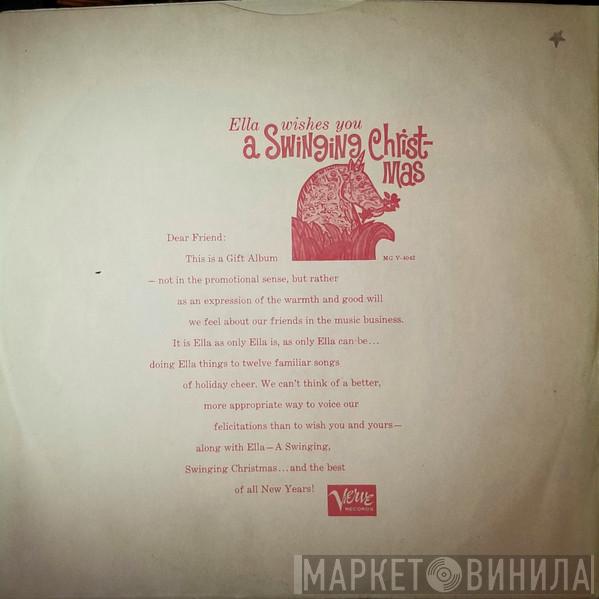 Ella wishes you
a Swinging Christ-
mas
Dear Friend:
This is a Gift Album
MG V-4042
— not in the promotional sense, but rather
as an expression of the warmth and good will
we feel about our friends in the music business.
It is Ella as only Ella is, as only Ella can be...
doing Ella things to twelve familiar songs
of holiday cheer. We can't think of a better,
more appropriate way to voice our
felicitations than to wish you and yours—
along with Ella—A Swinging,
Swinging Christmas...and the best
of all New Years!
Verve
RECORDS
МАРКЕТ ВИНИЛА